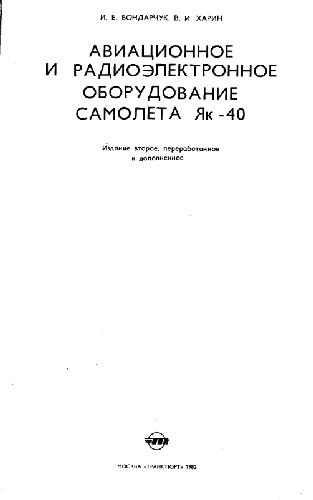 И. Е. БОНДАРЧУК, В. И. ХАРИН
АВИАЦИОННОЕ
И РАДИОЭЛЕКТРОННОЕ
ОБОРУДОВАНИЕ
САМОЛЕТА Як-40
Издание второе, переработанное
и дополненное
МОСКВА «ТРАНСПОРТ» 1982